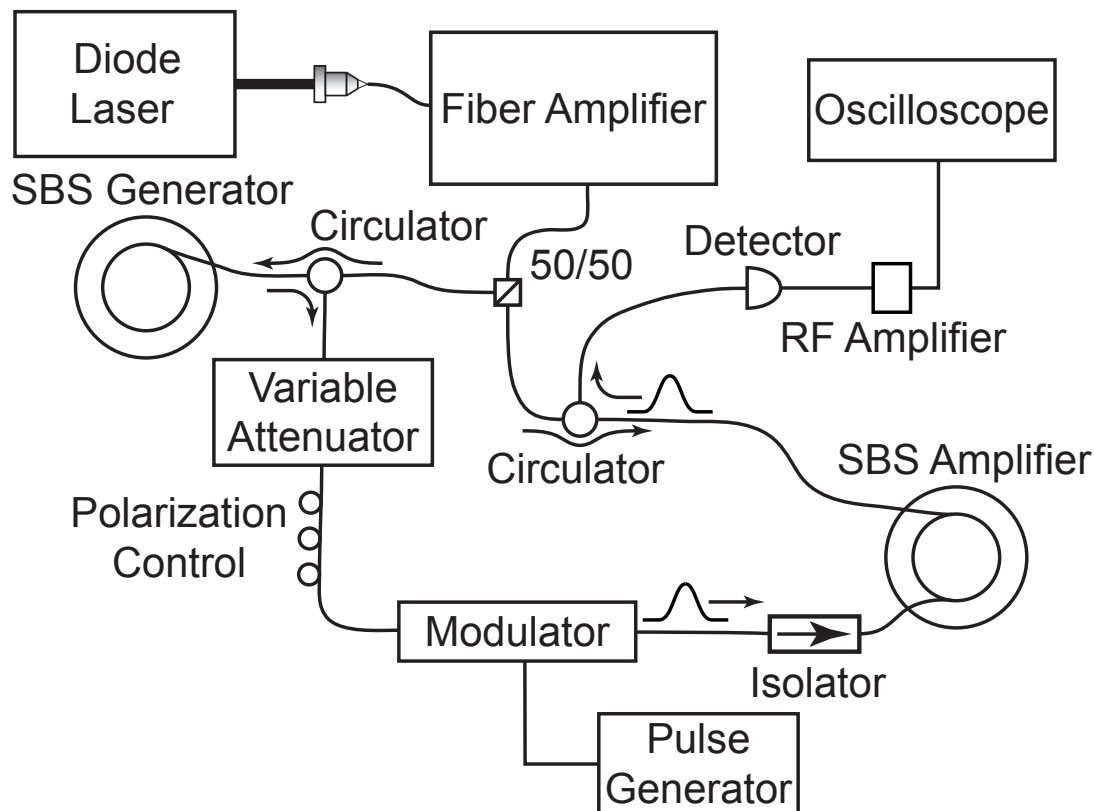 Diode
Laser
Fiber Amplifier
Oscilloscope
SBS Generator
Circulator
50/50
Detector
RF Amplifier
Variable
Attenuator
Circulator
SBS Amplifier
Polarization
Control
Modulator
Isolator
Pulse
Generator